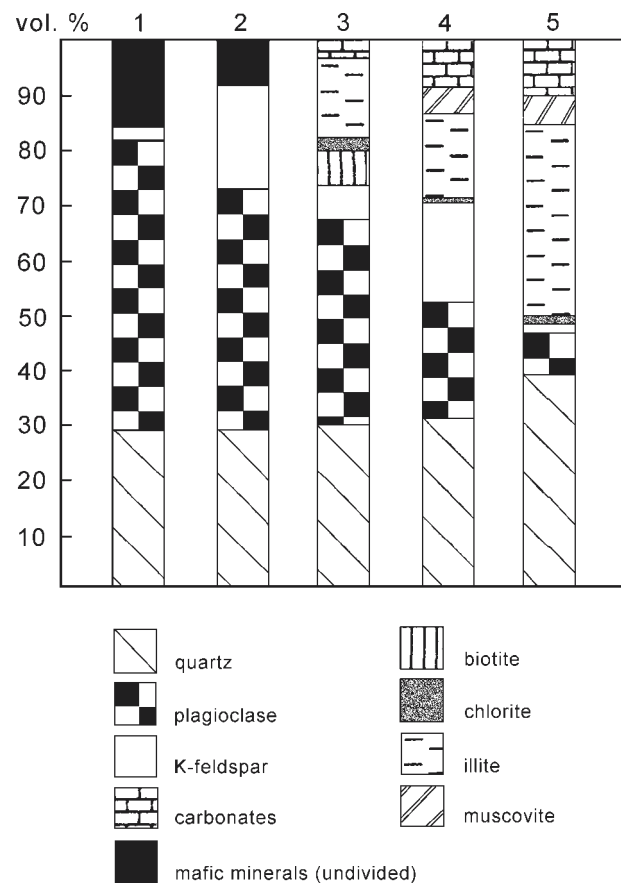 vol. % 1 2 3 4 5
90
80
70
60
50
40
30
20
10
quartz
plagioclase
K-feldspar
carbonates
mafic minerals (undivided)
biotite
chlorite
illite
muscovite